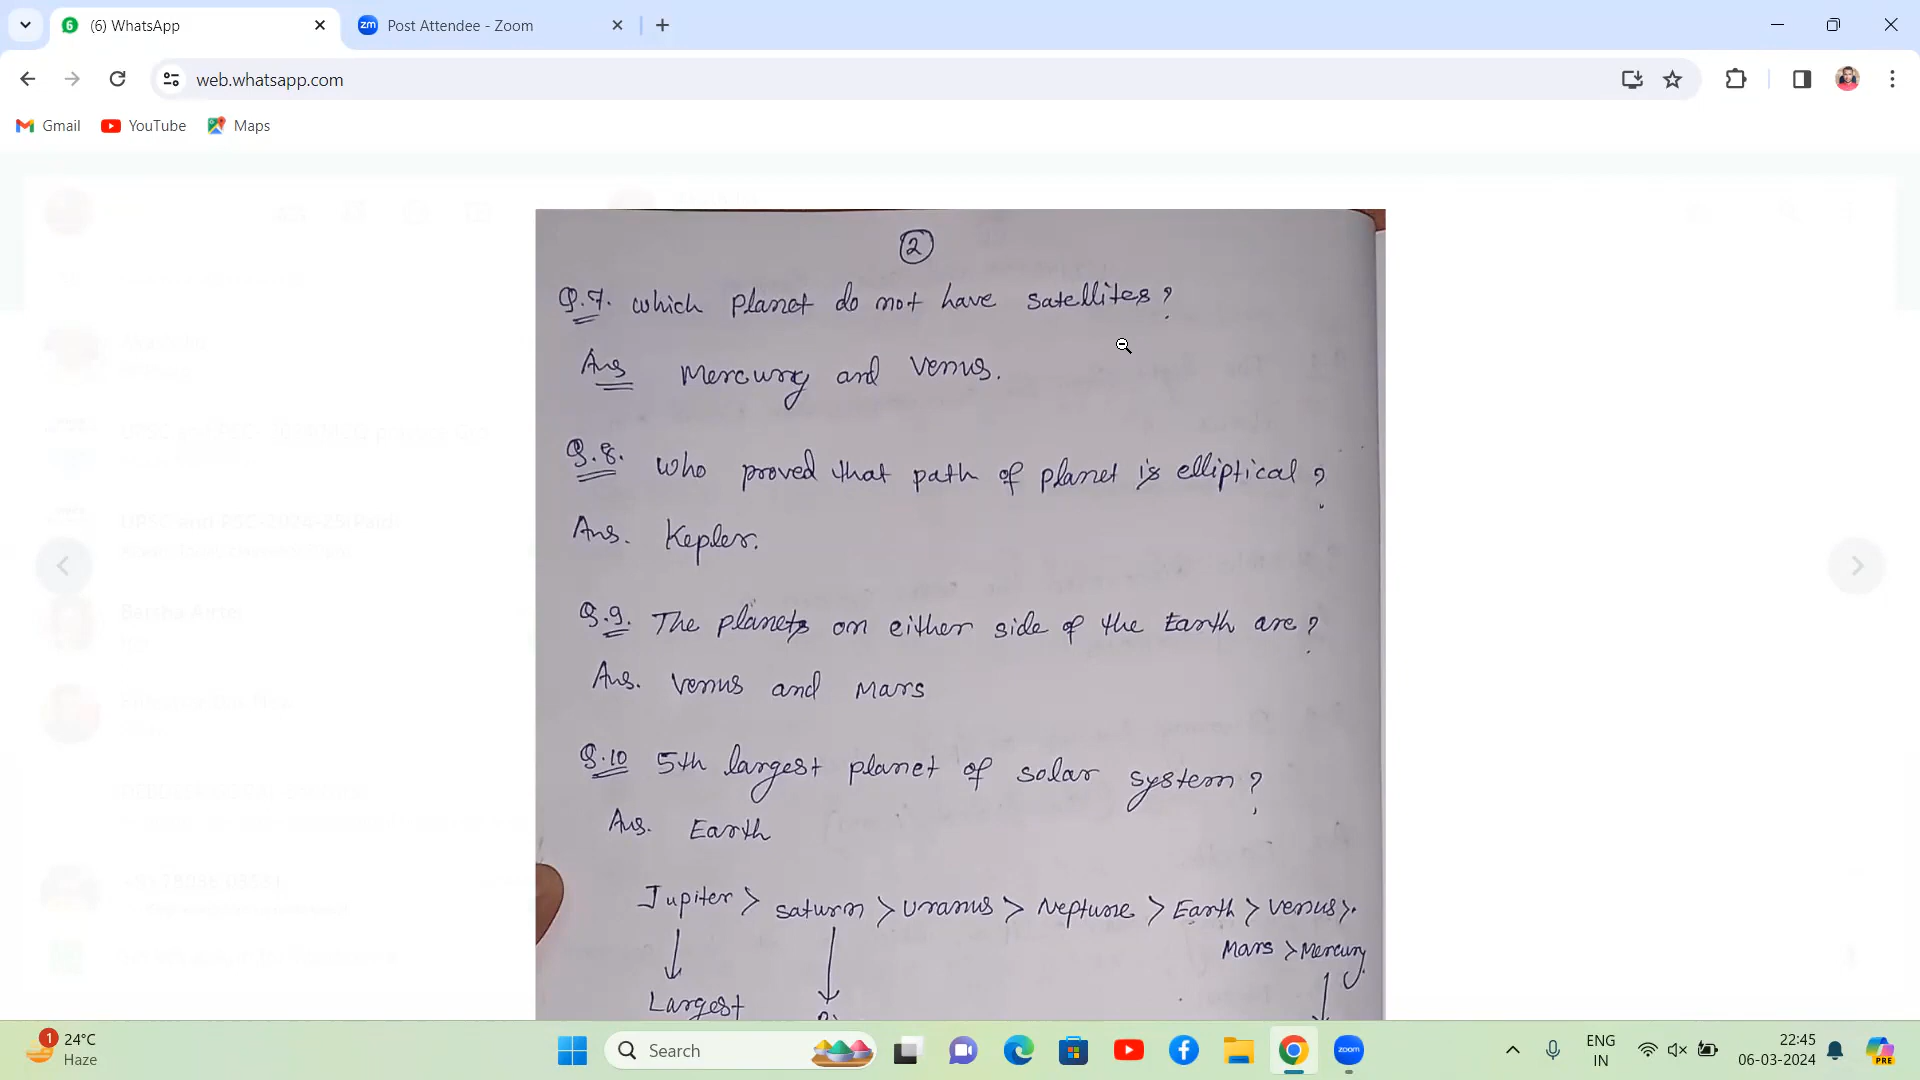 (6) WhatsApp
Post Attendee - Zoom
web.whatsapp.com
Gmail
YouTube
Maps
2
Q.7. which planet do not have satellites?
Ans Mercury and Venus.
Q.8. who proved that path of planet is elliptical?
Ans. Kepler.
Q.9. The planets on either side of the Earth are?
Ans. Venus and Mars
Q.10 5th largest planet of solar system?
Ans. Earth
Jupiter > saturn > Uranus > Neptune > Earth > Venus >
Mars > Mercury
Largest
1
24°C
Haze
Search
zoom
ENG
IN
22:45
06-03-2024
PRE